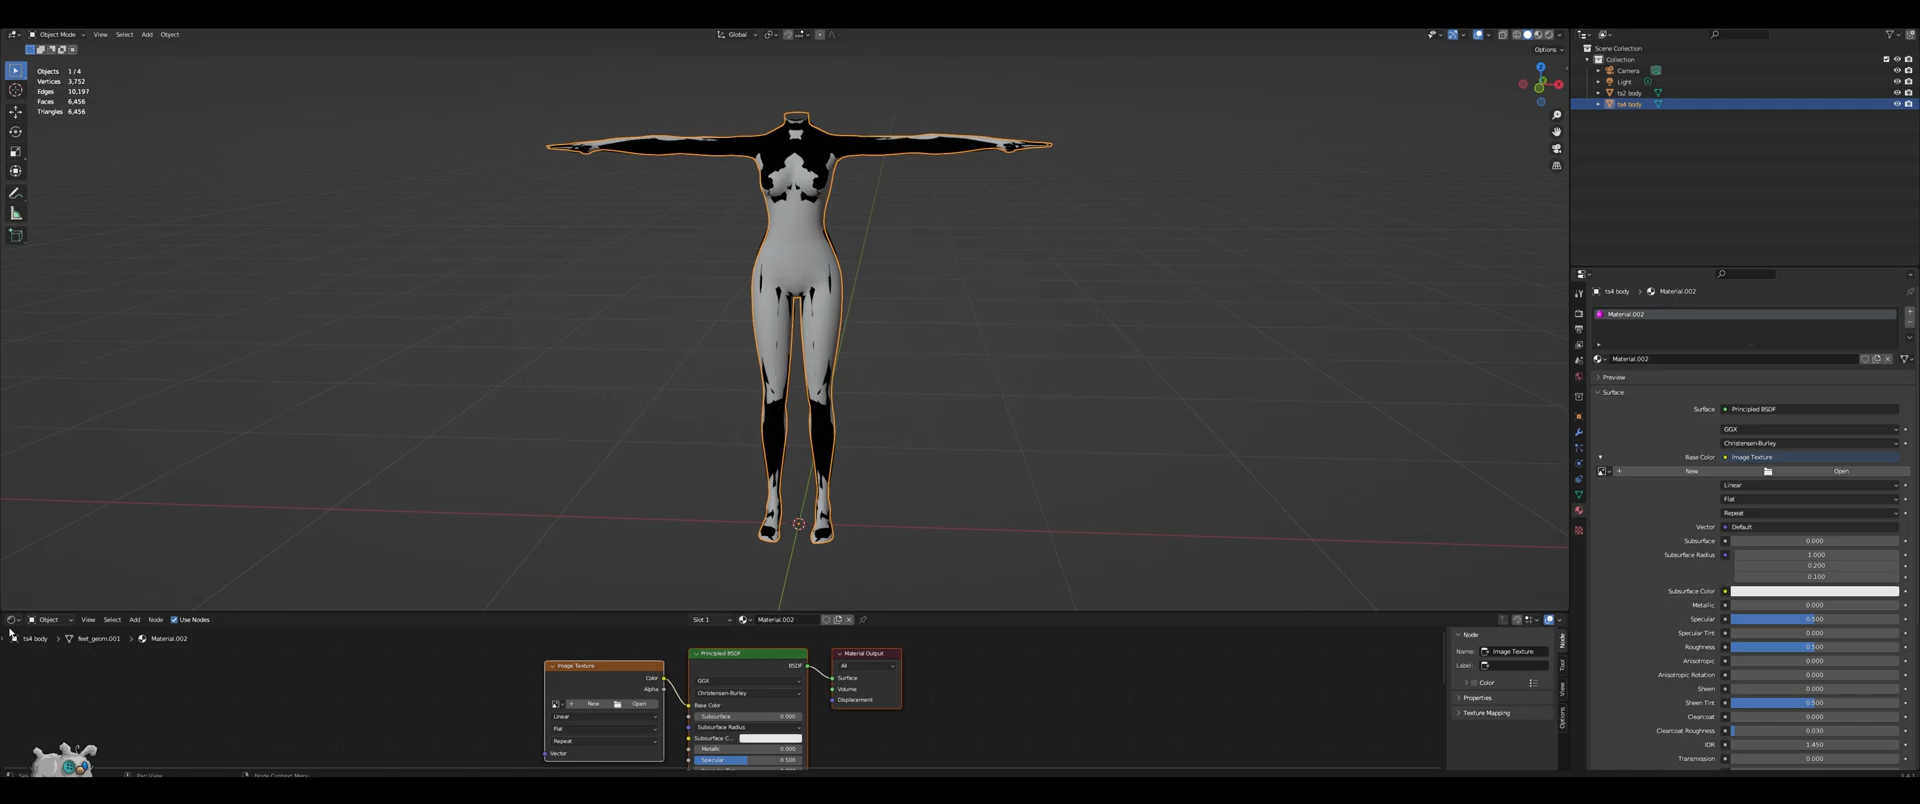 Object Mode View Select Add Object Global
Options
Objects 1 / 4
Vertices 3,752
Edges 10,197
Faces 6,456
Triangles 6,456
Z
Scene Collection
Collection
Camera
Light
ts2 body
ts4 body
ts4 body > Material.002
Material.002
Material.002
Preview
Surface
Surface Principled BSDF
GGX
Christensen-Burley
Base Color Image Texture
New Open
Linear
Flat
Repeat
Vector Default
Subsurface 0.000
Subsurface Radius 1.000
0.200
0.100
Subsurface Color
Metallic 0.000
Specular 0.500
Specular Tint 0.000
Roughness 0.500
Anisotropic 0.000
Anisotropic Rotation 0.000
Sheen 0.000
Sheen Tint 0.500
Clearcoat 0.000
Clearcoat Roughness 0.030
IOR 1.450
Transmission 0.000
Object View Select Add Node Use Nodes Slot 1 Material.002
ts4 body > feet_geom.001 > Material.002
Image Texture
Color
Alpha
New Open
Linear
Flat
Repeat
Vector
Principled BSDF
BSDF
GGX
Christensen-Burley
Base Color
Subsurface 0.000
Subsurface Radius
Subsurface C...
Metallic 0.000
Specular 0.500
Material Output
All
Surface
Volume
Displacement
Node
Name: Image Texture
Label:
Color
Properties
Texture Mapping
Node
Tool
View
Options
Pan View
Node Context Menu